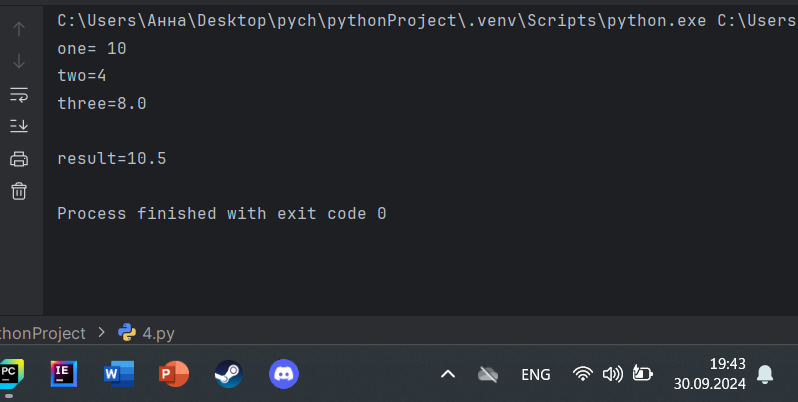 C:\Users\Анна\Desktop\pych\pythonProject\.venv\Scripts\python.exe C:\Users
one= 10
two=4
three=8.0
result=10.5
Process finished with exit code 0
thonProject > 4.py
PC IE W P ENG 19:43
30.09.2024